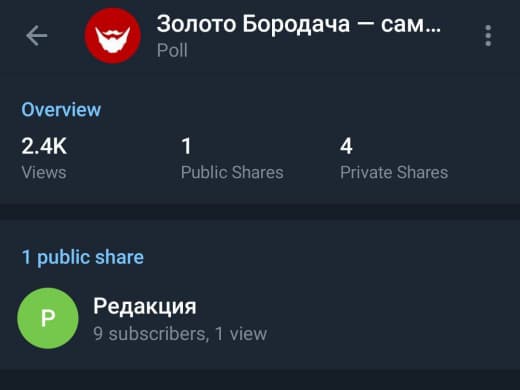 Золото Бородача — сам...
Poll
Overview
2.4K 1 4
Views Public Shares Private Shares
1 public share
P
Редакция
9 subscribers, 1 view